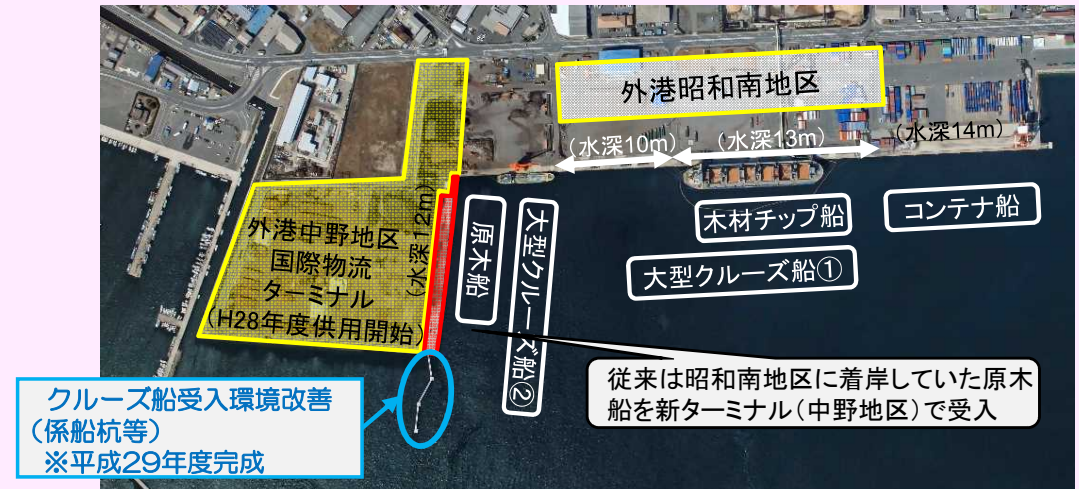 外港昭和南地区
(水深10m)
(水深13m)
(水深14m)
木材チップ船
コンテナ船
大型クルーズ船①
外港中野地区
国際物流
ターミナル
(H28年度供用開始)
(水深12m)
原木船
大型クルーズ船②
従来は昭和南地区に着岸していた原木
船を新ターミナル(中野地区)で受入
クルーズ船受入環境改善
(係船杭等)
※平成29年度完成